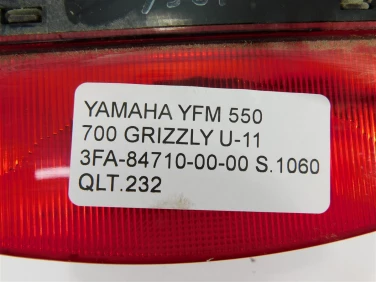 YAMAHA YFM 550
700 GRIZZLY U-11
3FA-84710-00-00 S.1060
QLT.232